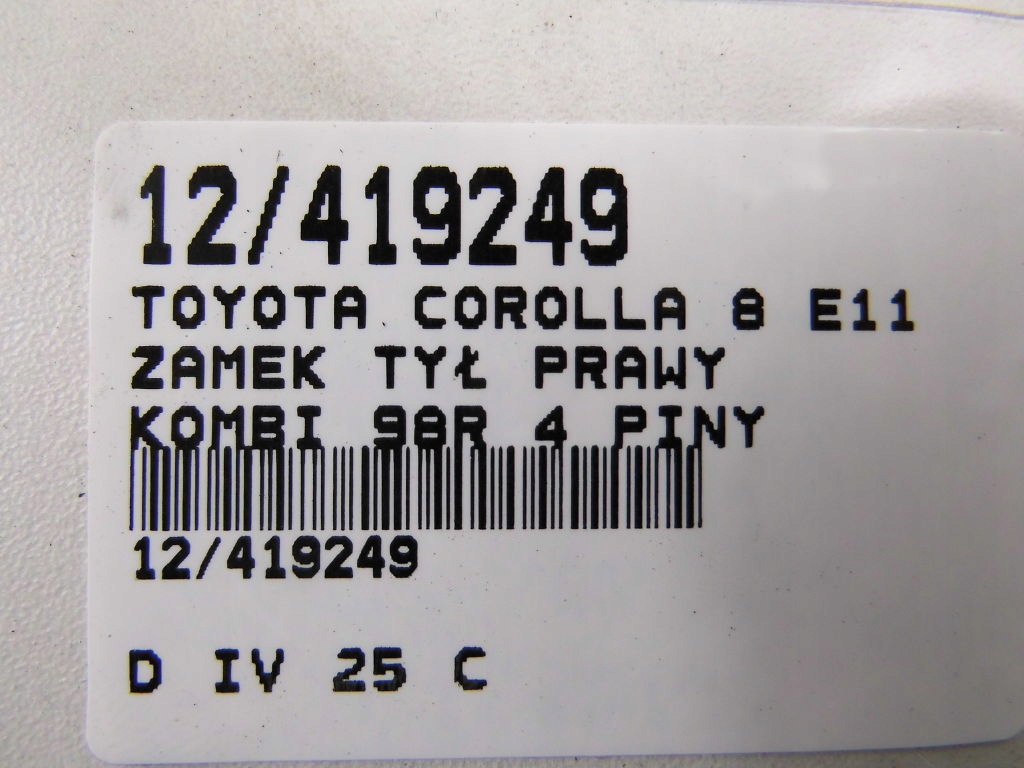 12/419249
TOYOTA COROLLA 8 E11
ZAMEK TYŁ PRAWY
KOMBI 98R 4 PINY
12/419249
D IV 25 C